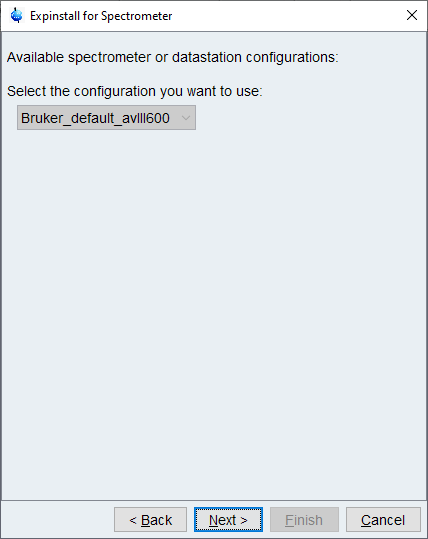 Expinstall for Spectrometer
Available spectrometer or datastation configurations:
Select the configuration you want to use:
Bruker_default_avIII600
< Back
Next >
Finish
Cancel